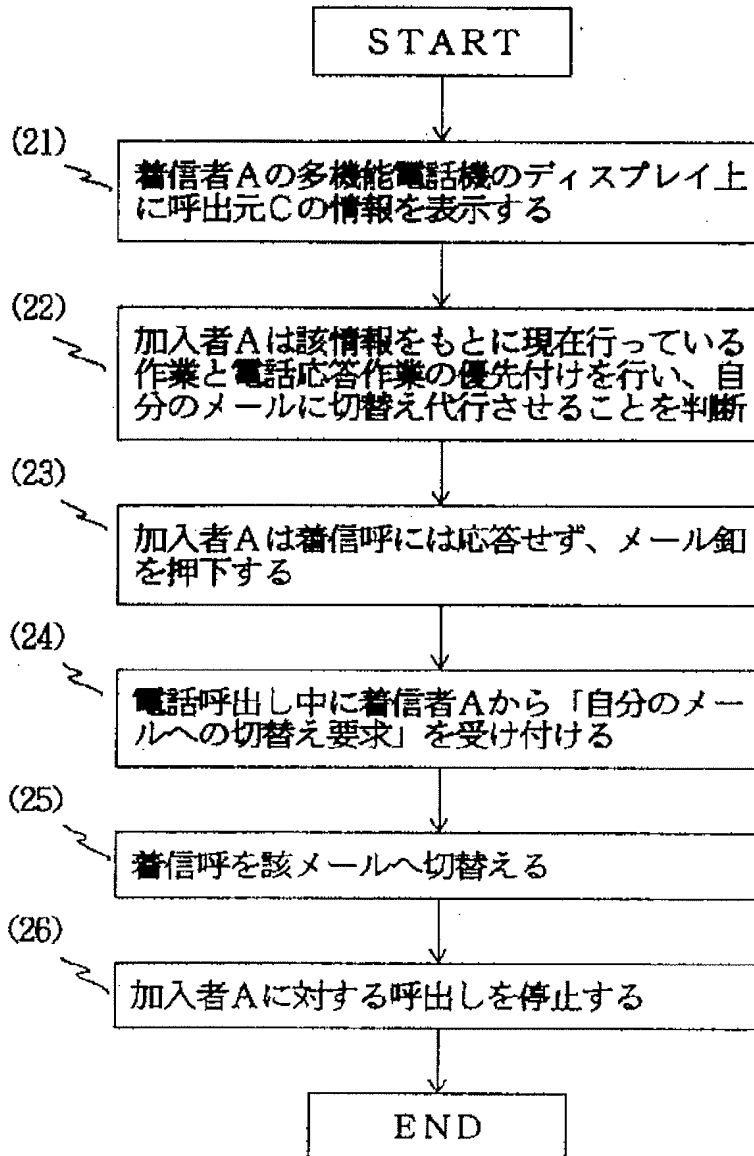 START
(21)
着信者Aの多機能電話機のディスプレイ上
に呼出元Cの情報を表示する
(22)
加入者Aは該情報をもとに現在行っている
作業と電話応答作業の優先付けを行い、自
分のメールに切替え代行させることを判断
(23)
加入者Aは着信呼には応答せず、メール釦
を押下する
(24)
電話呼出し中に着信者Aから「自分のメー
ルへの切替え要求」を受け付ける
(25)
着信呼を該メールへ切替える
(26)
加入者Aに対する呼出しを停止する
END